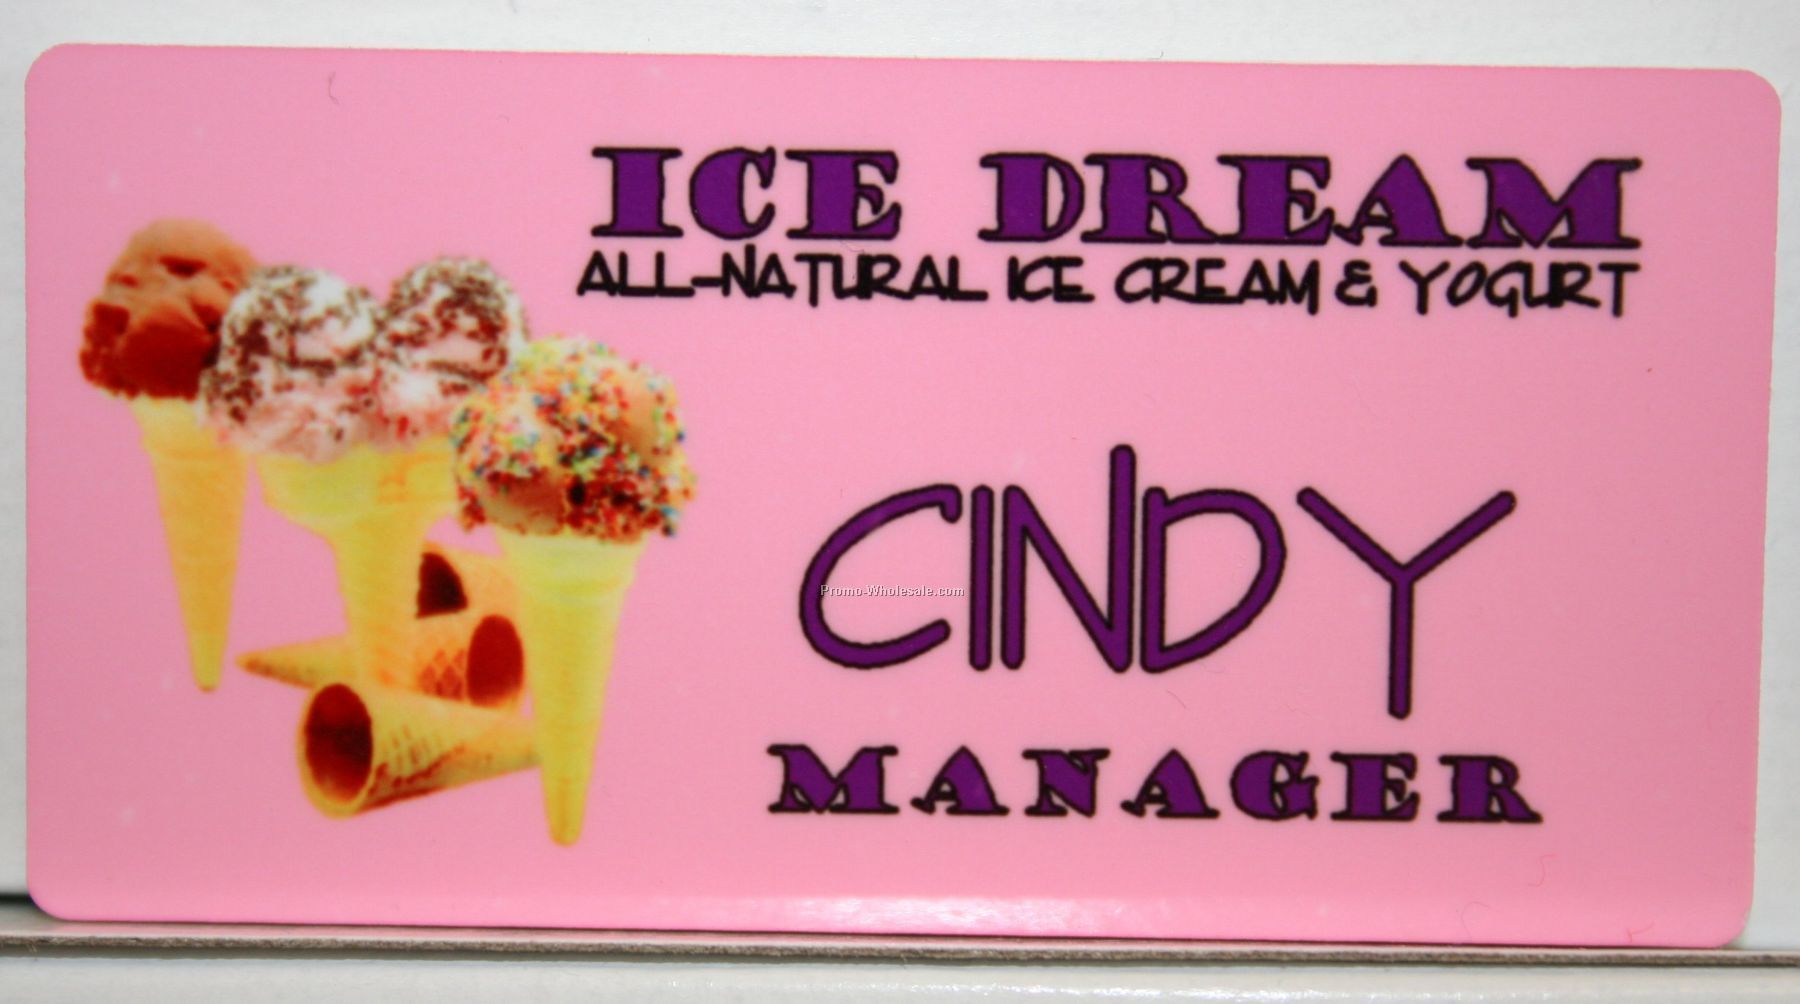 ICE DREAM
ALL-NATURAL ICE CREAM & YOGURT
CINDY
Promo-Wholesale.com
MANAGER